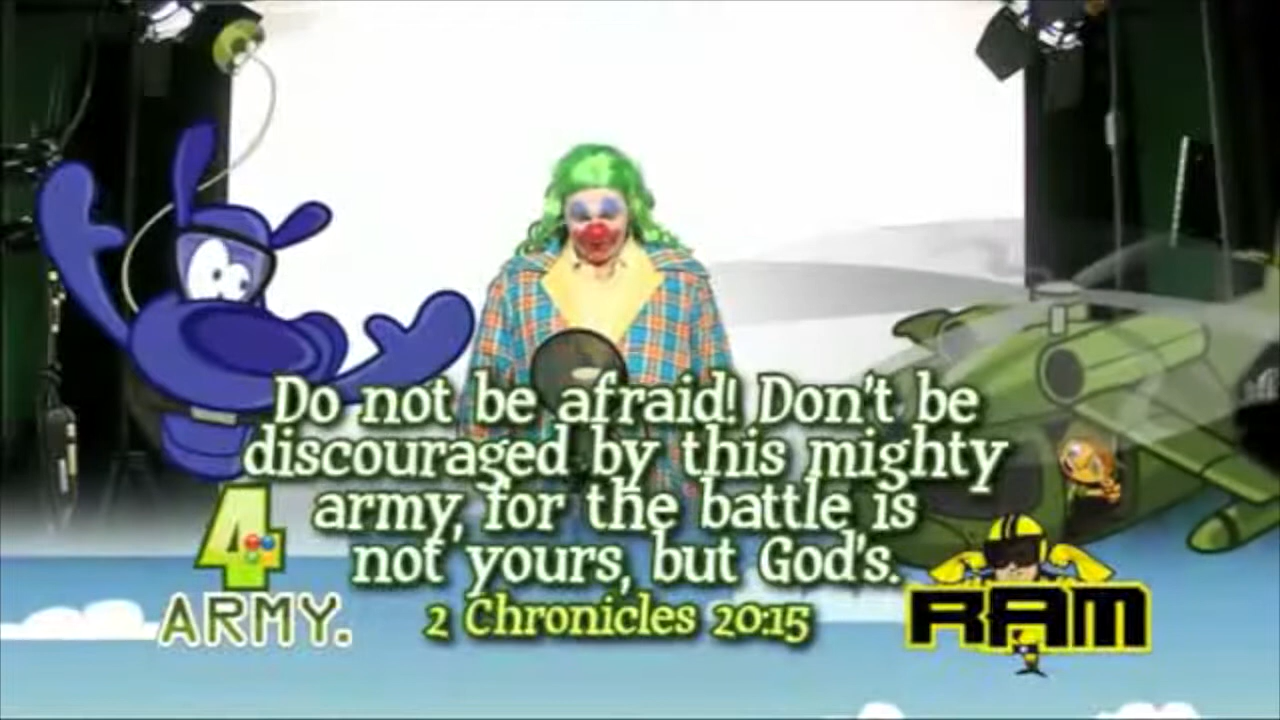 Do not be afraid! Don't be
discouraged by this mighty
army, for the battle is
not yours, but God's.
2 Chronicles 20:15
4
ARMY.
RAM